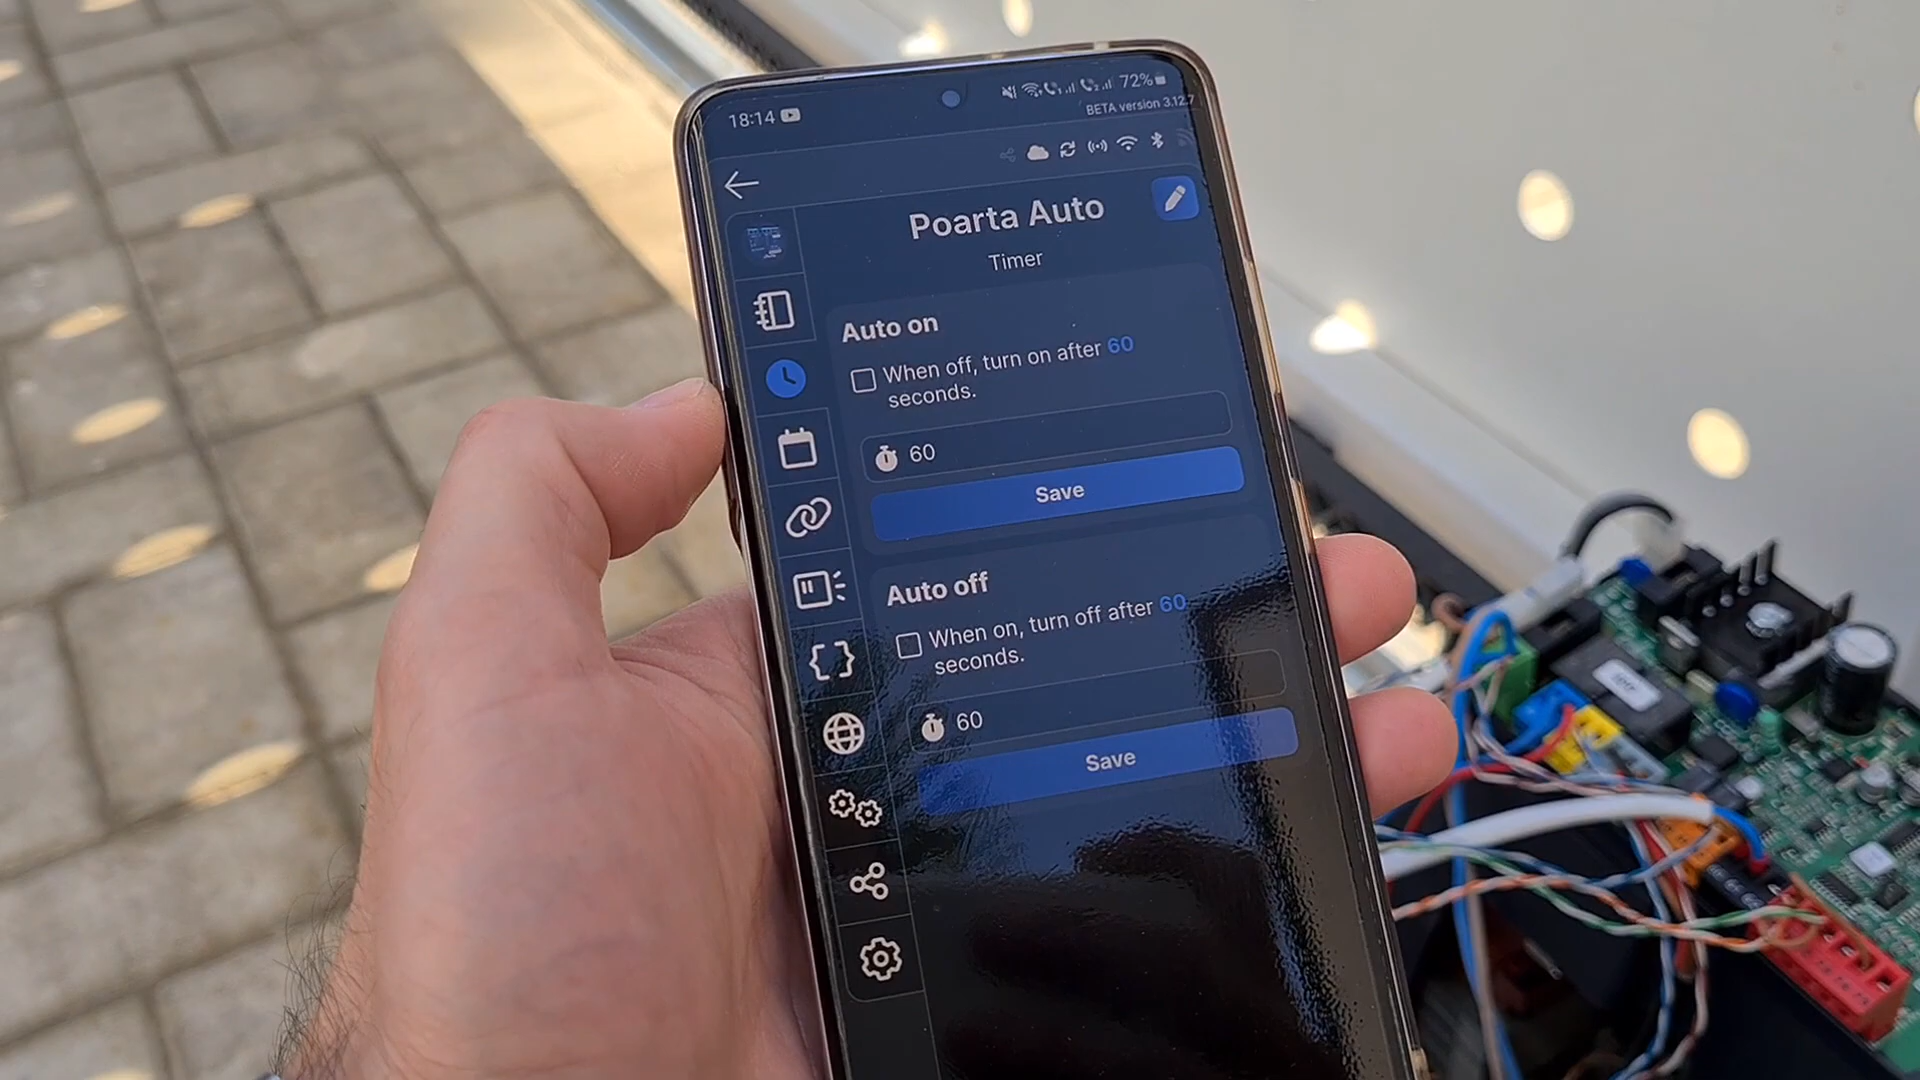 18:14
72%
BETA version 3.12.7
Poarta Auto
Timer
Auto on
When off, turn on after 60
seconds.
60
Save
Auto off
When on, turn off after 60
seconds.
60
Save